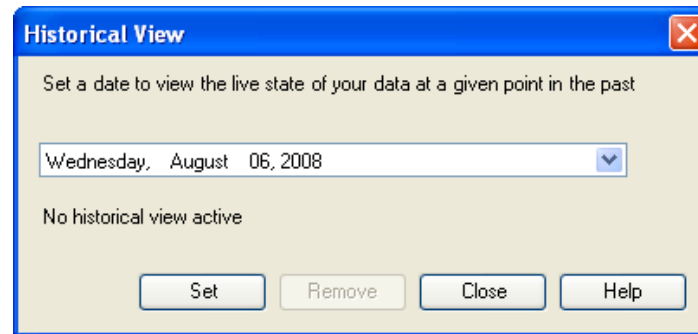 Historical View
Set a date to view the live state of your data at a given point in the past
Wednesday, August 06, 2008
No historical view active
Set Remove Close Help